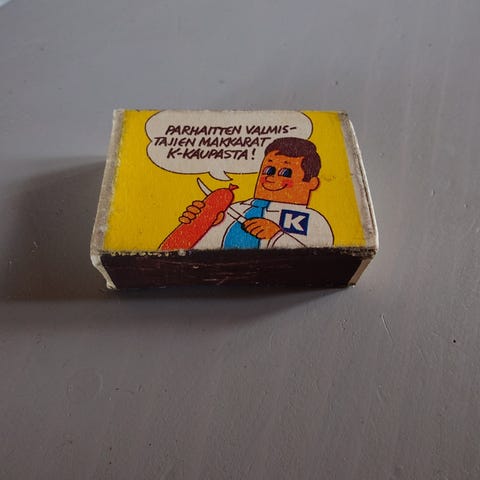 PARHAITTEN VALMIS-
TAJIEN MAKKARAT
K-KAUPASTA!
K